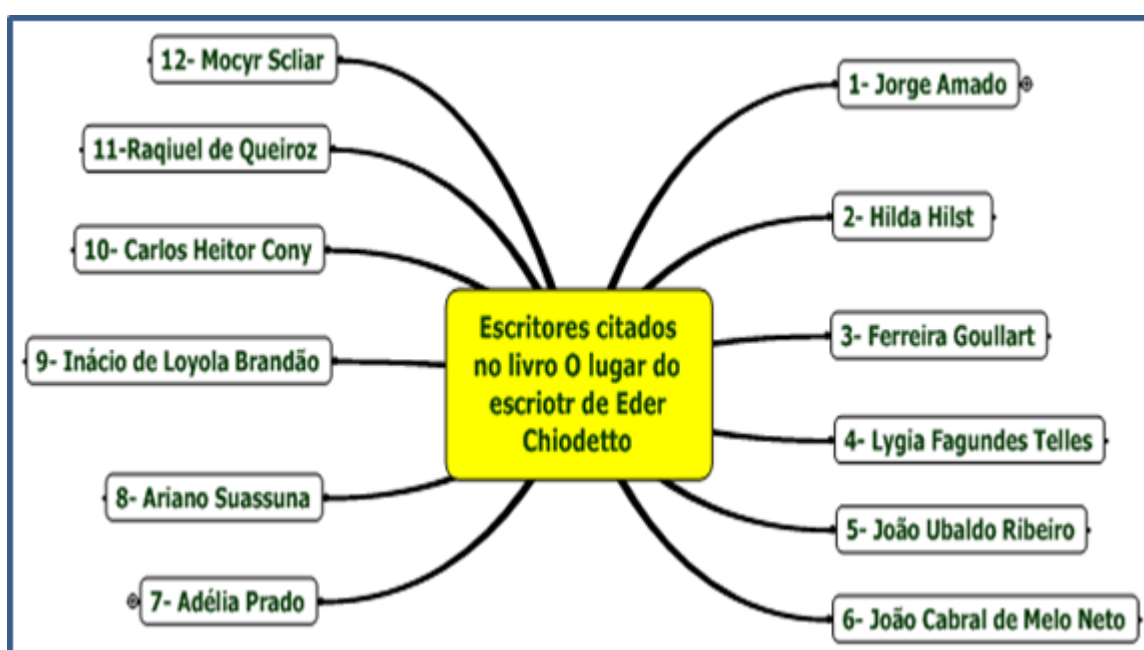 Escritores citados
no livro O lugar do
escriotr de Eder
Chiodetto
1- Jorge Amado
2- Hilda Hilst
3- Ferreira Goullart
4- Lygia Fagundes Telles
5- João Ubaldo Ribeiro
6- João Cabral de Melo Neto
7- Adélia Prado
8- Ariano Suassuna
9- Inácio de Loyola Brandão
10- Carlos Heitor Cony
11-Raqiuel de Queiroz
12- Mocyr Scliar